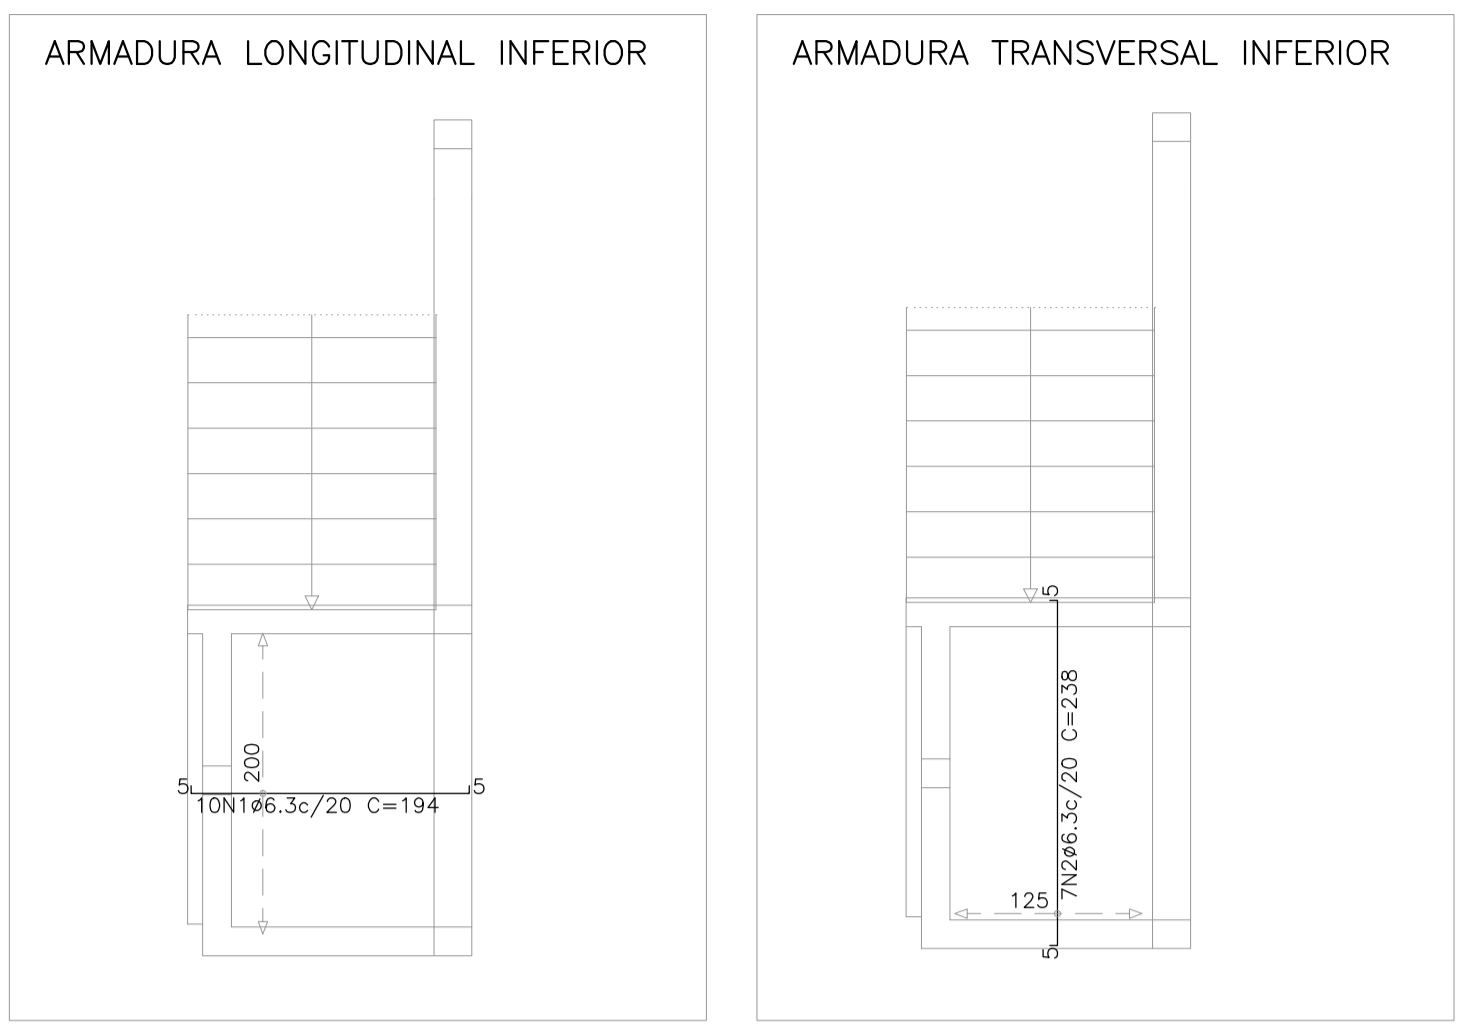 ARMADURA LONGITUDINAL INFERIOR
200
5
5
10N1ø6.3c/20 C=194
ARMADURA TRANSVERSAL INFERIOR
5
7N2ø6.3c/20 C=238
125
5